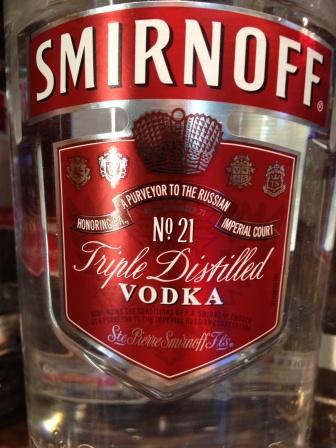 SMIRNOFF®
A PURVEYOR TO THE RUSSIAN
HONORING IMPERIAL COURT
No 21
Triple Distilled
VODKA
Ste Pierre Smirnoff Fls